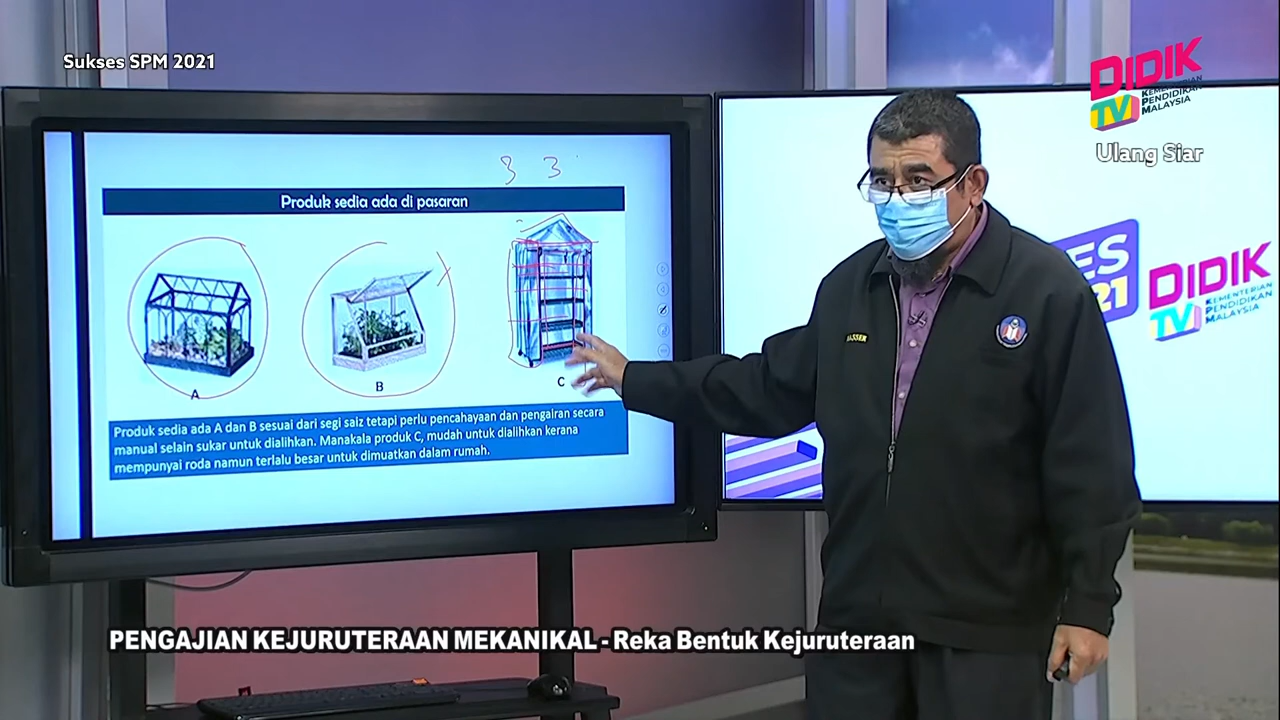 Sukses SPM 2021
DIDIK
TV
KEMENTERIAN
PENDIDIKAN
MALAYSIA
Ulang Siar
3 3
Produk sedia ada di pasaran
A
B
C
Produk sedia ada A dan B sesuai dari segi saiz tetapi perlu pencahayaan dan pengairan secara
manual selain sukar untuk dialihkan. Manakala produk C, mudah untuk dialihkan kerana
mempunyai roda namun terlalu besar untuk dimuatkan dalam rumah.
ES
21
DIDIK
TV
KEMENTERIAN
PENDIDIKAN
MALAYSIA
PENGAJIAN KEJURUTERAAN MEKANIKAL - Reka Bentuk Kejuruteraan